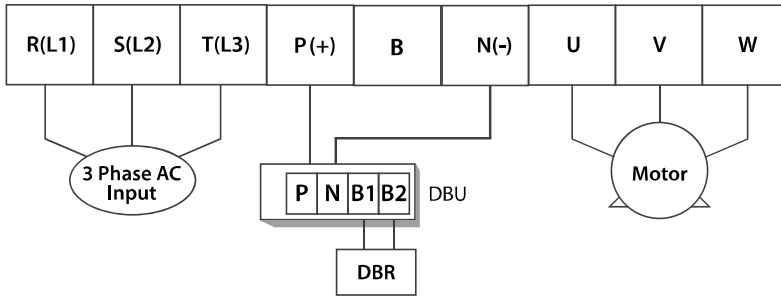 R(L1) S(L2) T(L3) P(+) B N(-) U V W
3 Phase AC
Input
P N B1 B2 DBU
Motor
DBR